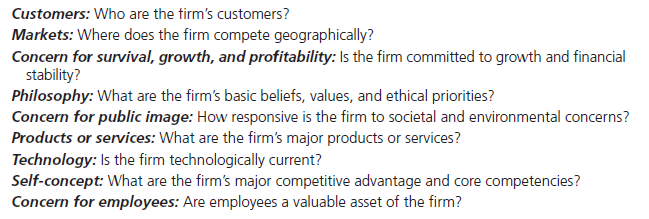 Customers: Who are the firm’s customers?
Markets: Where does the firm compete geographically?
Concern for survival, growth, and profitability: Is the firm committed to growth and financial
stability?
Philosophy: What are the firm’s basic beliefs, values, and ethical priorities?
Concern for public image: How responsive is the firm to societal and environmental concerns?
Products or services: What are the firm’s major products or services?
Technology: Is the firm technologically current?
Self-concept: What are the firm’s major competitive advantage and core competencies?
Concern for employees: Are employees a valuable asset of the firm?